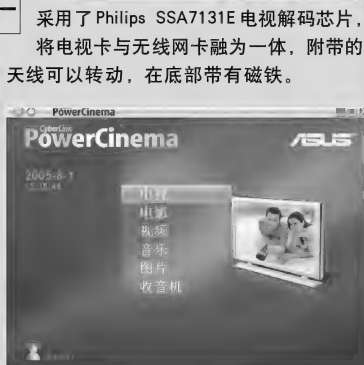 采用了Philips SSA7131E电视解码芯片，
将电视卡与无线网卡融为一体，附带的
天线可以转动，在底部带有磁铁。
PowerCinema
CyberLink
PowerCinema
ASUS
2005-8-1
电视
电影
视频
音乐
图片
收音机